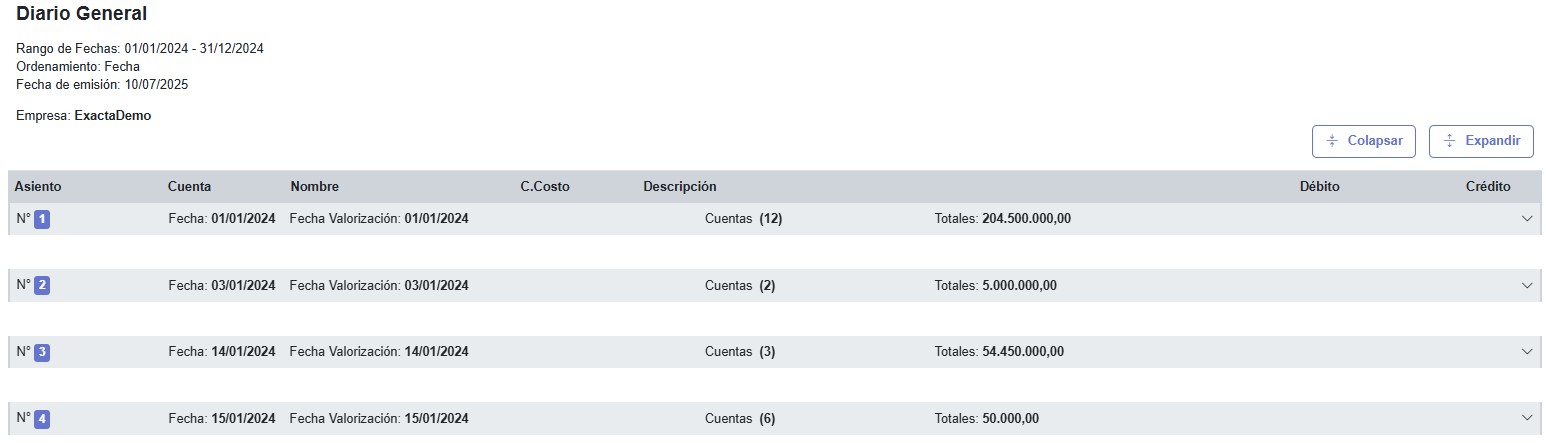 Diario General
Rango de Fechas: 01/01/2024 - 31/12/2024
Ordenamiento: Fecha
Fecha de emisión: 10/07/2025
Empresa: ExactaDemo
Colapsar Expandir
Asiento Cuenta Nombre C.Costo Descripción Débito Crédito
N° 1 Fecha: 01/01/2024 Fecha Valorización: 01/01/2024 Cuentas (12) Totales: 204.500.000,00
N° 2 Fecha: 03/01/2024 Fecha Valorización: 03/01/2024 Cuentas (2) Totales: 5.000.000,00
N° 3 Fecha: 14/01/2024 Fecha Valorización: 14/01/2024 Cuentas (3) Totales: 54.450.000,00
N° 4 Fecha: 15/01/2024 Fecha Valorización: 15/01/2024 Cuentas (6) Totales: 50.000,00